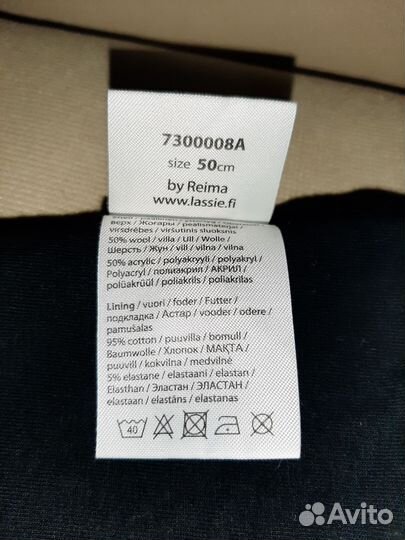 7300008A
size 50cm
by Reima
www.lassie.fi
верх / Жоғары / pealismaterjal /
virsdrēbes / viršutinis sluoksnis
50% wool / villa / Ull / Wolle /
Шерсть / Жүн / vill / vilna / vilna
50% acrylic / polyakryyli / polyakryl /
Polyacryl / полиакрил / АКРИЛ /
polüakrüül / poliakrils / poliakrilas
Lining / vuori / foder / Futter /
подкладка / Астар / vooder / odere /
pamušalas
95% cotton / puuvilla / bomull /
Baumwolle / Хлопок / МАҚТА /
puuvill / kokvilna / medvilnė
5% elastane / elastaani / elastan /
Elasthan / Эластан / ЭЛАСТАН /
elastaan / elastāns / elastanas
40
Avito